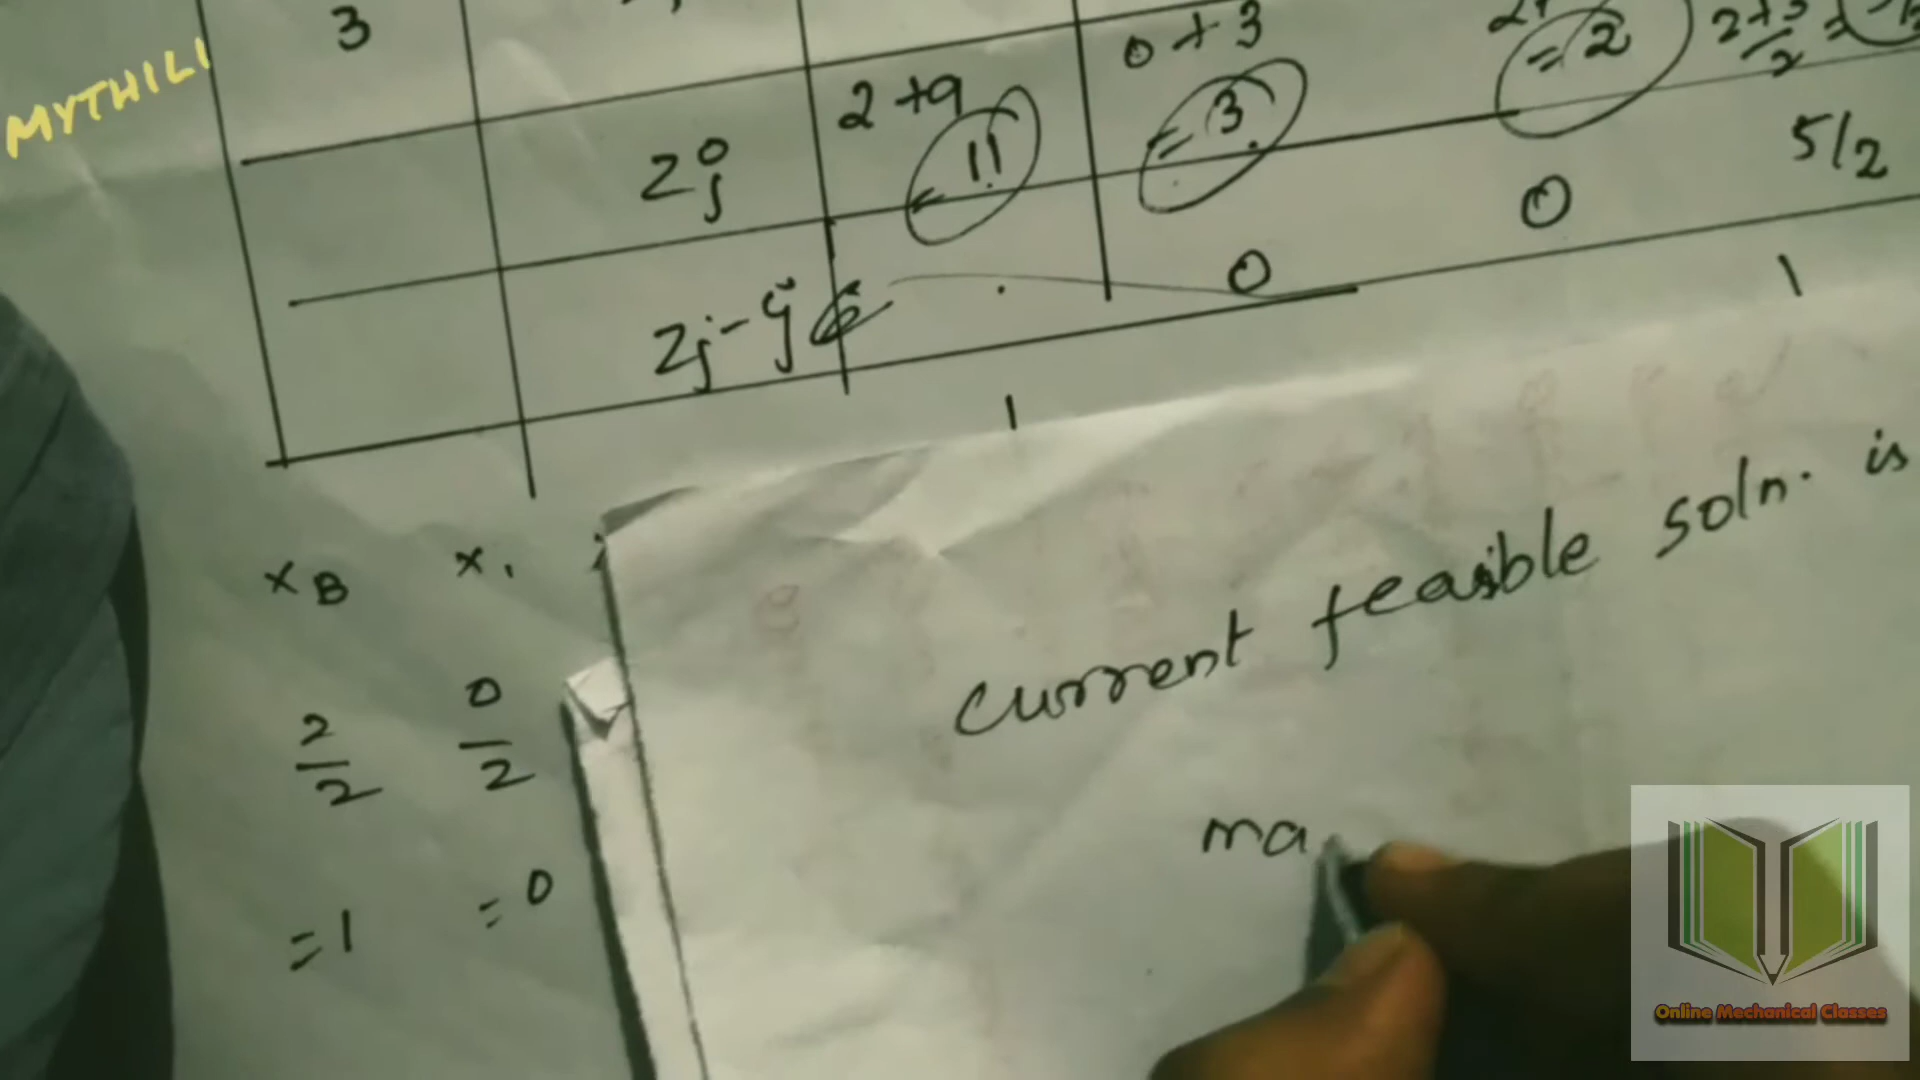 MYTHILI
3
2+9 0+3 = 2
Zj = 11 = 3 0 5/2
Zj-Cj 0 1
1
XB X1
current feasible soln. is
2/2 0/2
ma
=1 =0
Online Mechanical Classes